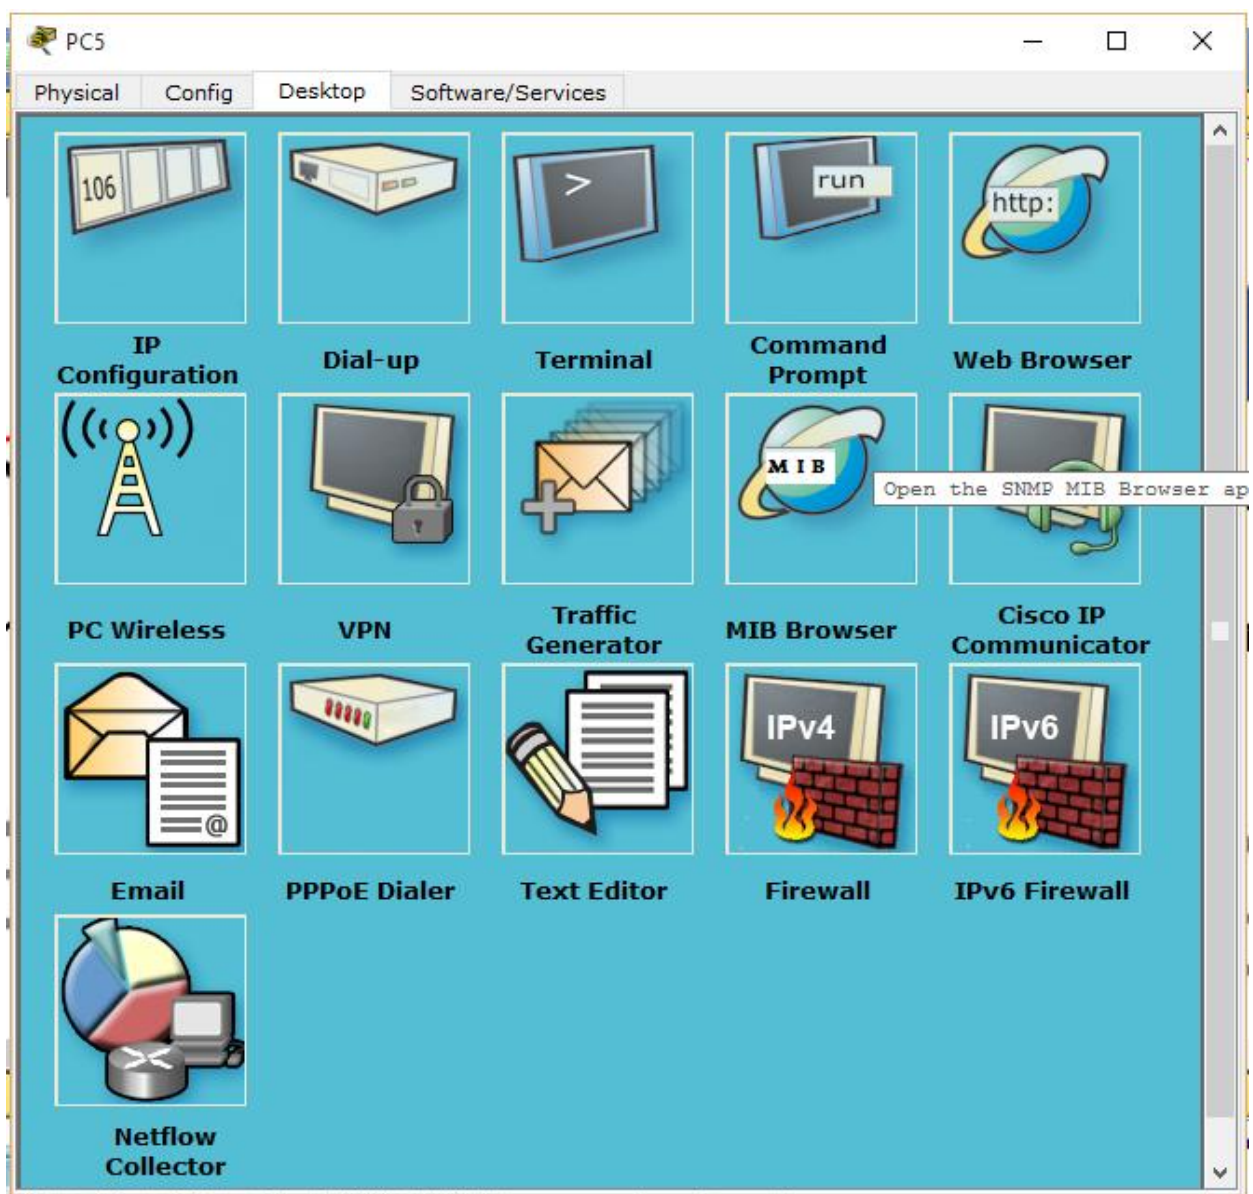 PC5
Physical Config Desktop Software/Services
106
>
run
http:
IP
Configuration
Dial-up
Terminal
Command
Prompt
Web Browser
MIB
Open the SNMP MIB Browser ap
PC Wireless
VPN
Traffic
Generator
MIB Browser
Cisco IP
Communicator
@
IPv4
IPv6
Email
PPPoE Dialer
Text Editor
Firewall
IPv6 Firewall
Netflow
Collector